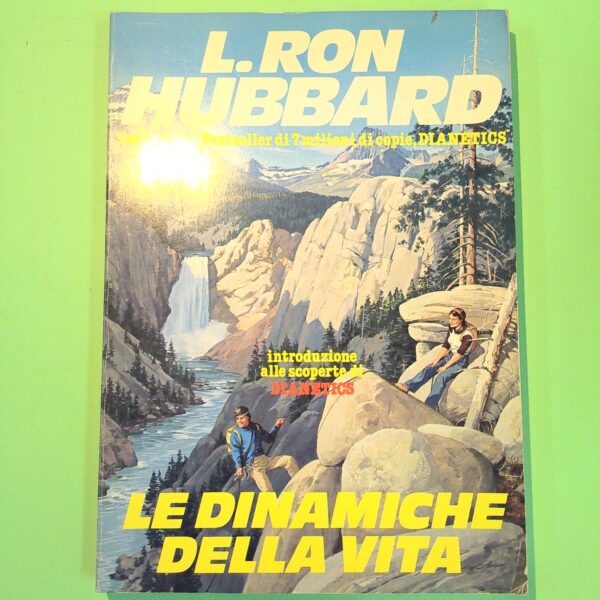 L. RON
HUBBARD
Bestseller di 7 milioni di copie, DIANETICS
introduzione
alle scoperte di
DIANETICS
LE DINAMICHE
DELLA VITA